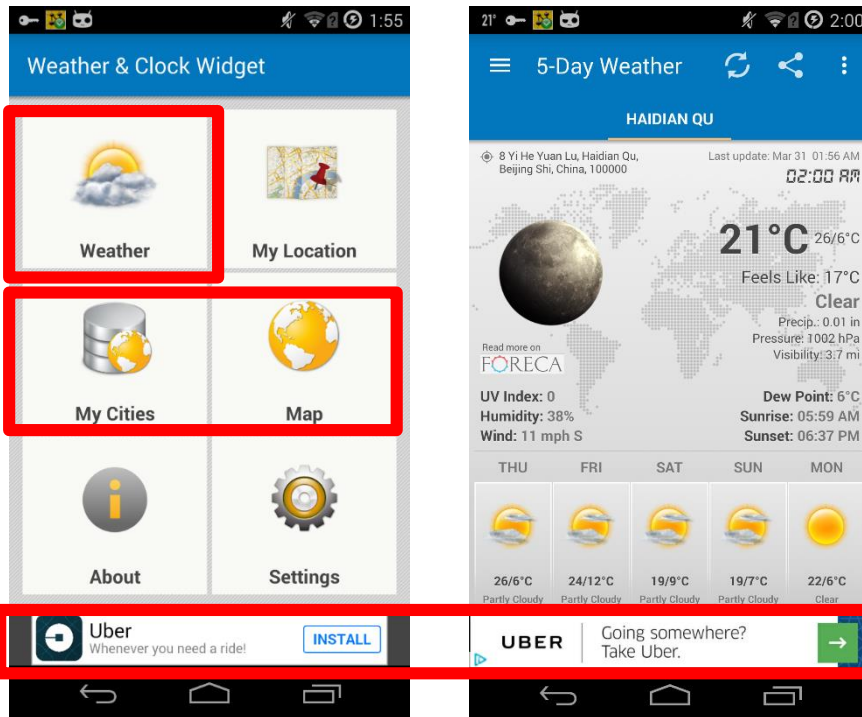 1:55
Weather & Clock Widget
Weather
My Location
My Cities
Map
About
Settings
Uber
Whenever you need a ride!
INSTALL
21° 2:00
5-Day Weather
HAIDIAN QU
8 Yi He Yuan Lu, Haidian Qu,
Beijing Shi, China, 100000
Last update: Mar 31 01:56 AM
02:00 AM
21°C 26/6°C
Feels Like: 17°C
Clear
Precip.: 0.01 in
Pressure: 1002 hPa
Visibility: 3.7 mi
Read more on
FORECA
UV Index: 0
Humidity: 38%
Wind: 11 mph S
Dew Point: 6°C
Sunrise: 05:59 AM
Sunset: 06:37 PM
THU FRI SAT SUN MON
26/6°C 24/12°C 19/9°C 19/7°C 22/6°C
Partly Cloudy Partly Cloudy Partly Cloudy Partly Cloudy Clear
UBER
Going somewhere?
Take Uber.